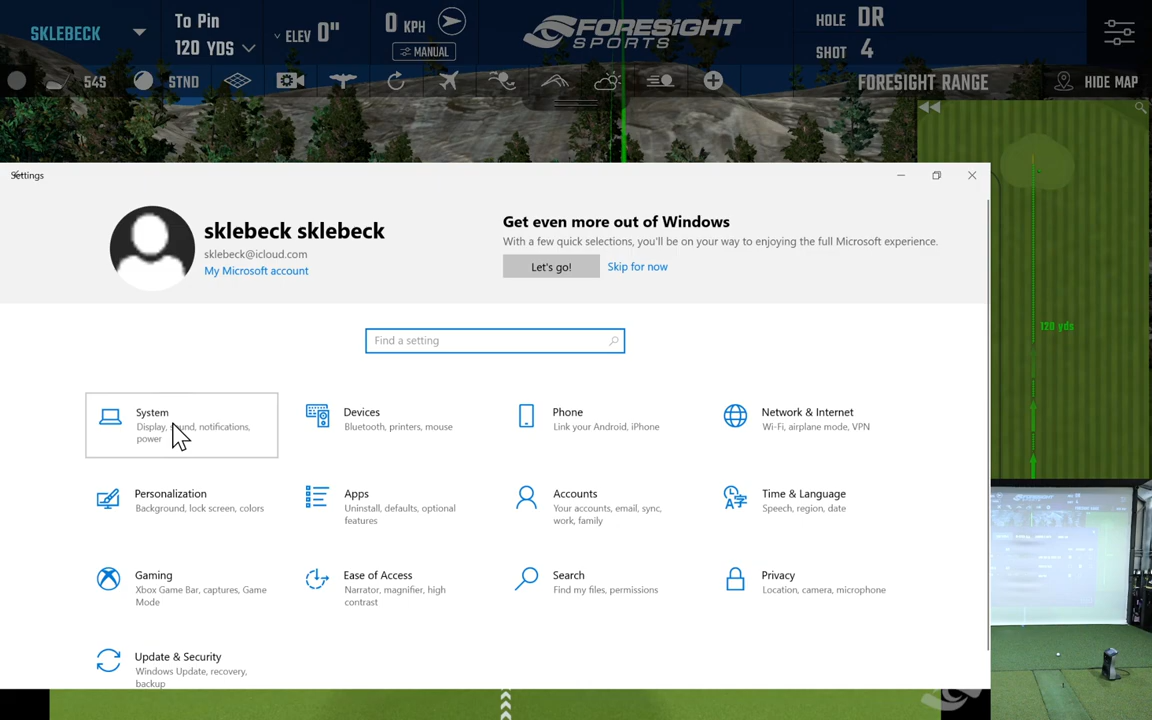 SKLEBECK
To Pin
120 YDS
ELEV 0"
0 KPH
MANUAL
FORESIGHT
SPORTS
HOLE DR
SHOT 4
54S
STND
FORESIGHT RANGE
HIDE MAP
Settings
sklebeck sklebeck
sklebeck@icloud.com
My Microsoft account
Get even more out of Windows
With a few quick selections, you'll be on your way to enjoying the full Microsoft experience.
Let's go!
Skip for now
Find a setting
System
Display, sound, notifications,
power
Devices
Bluetooth, printers, mouse
Phone
Link your Android, iPhone
Network & Internet
Wi-Fi, airplane mode, VPN
Personalization
Background, lock screen, colors
Apps
Uninstall, defaults, optional
features
Accounts
Your accounts, email, sync,
work, family
Time & Language
Speech, region, date
Gaming
Xbox Game Bar, captures, Game
Mode
Ease of Access
Narrator, magnifier, high
contrast
Search
Find my files, permissions
Privacy
Location, camera, microphone
Update & Security
Windows Update, recovery,
backup
120 yds